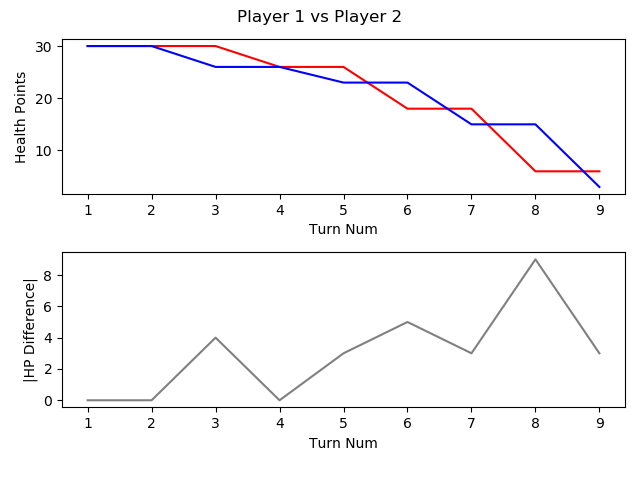 Player 1 vs Player 2
30
20
10
Health Points
1 2 3 4 5 6 7 8 9
Turn Num
8
6
4
2
0
|HP Difference|
1 2 3 4 5 6 7 8 9
Turn Num